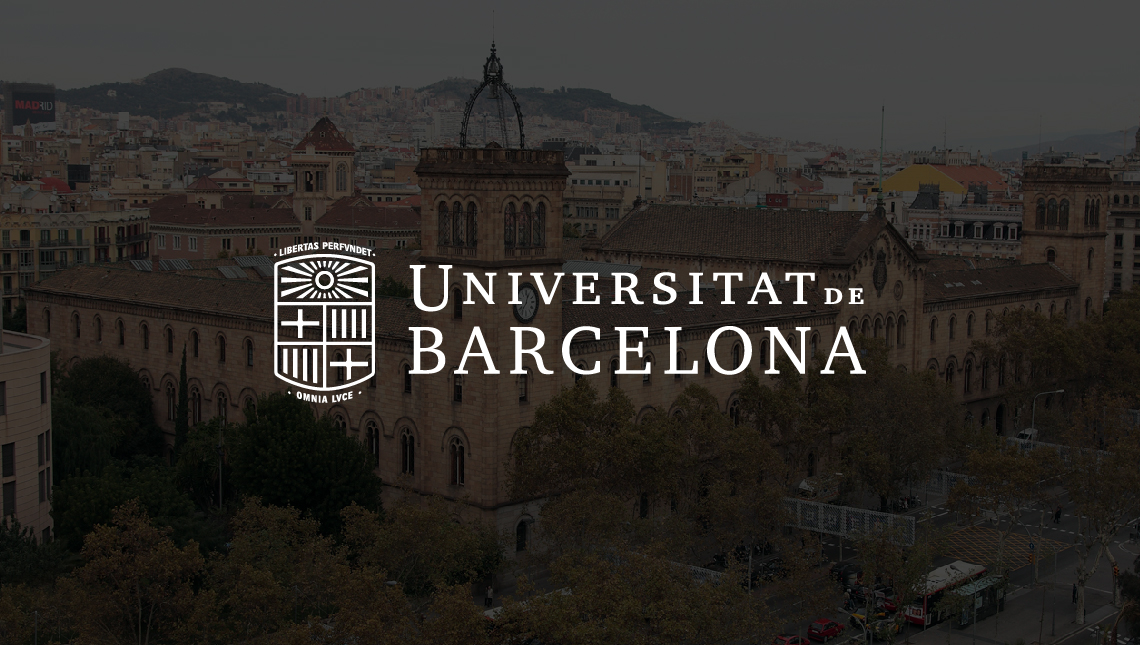 MADRID
· LIBERTAS PERFVNDET ·
UNIVERSITAT DE
BARCELONA
· OMNIA LVCE ·